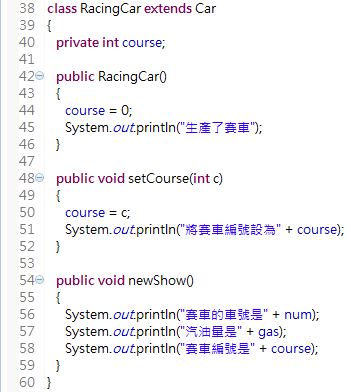 38 class RacingCar extends Car
39 {
40 private int course;
41
42 public RacingCar()
43 {
44 course = 0;
45 System.out.println("生產了賽車");
46 }
47
48 public void setCourse(int c)
49 {
50 course = c;
51 System.out.println("將賽車編號設為" + course);
52 }
53
54 public void newShow()
55 {
56 System.out.println("賽車的車號是" + num);
57 System.out.println("汽油量是" + gas);
58 System.out.println("賽車編號是" + course);
59 }
60 }